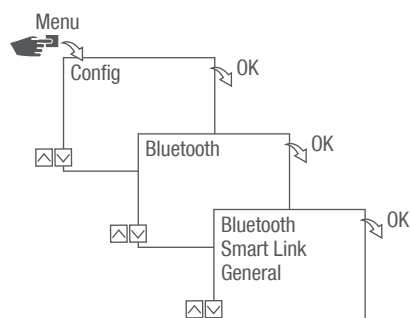 Menu
Config
OK
Bluetooth
OK
Bluetooth
Smart Link
General
OK